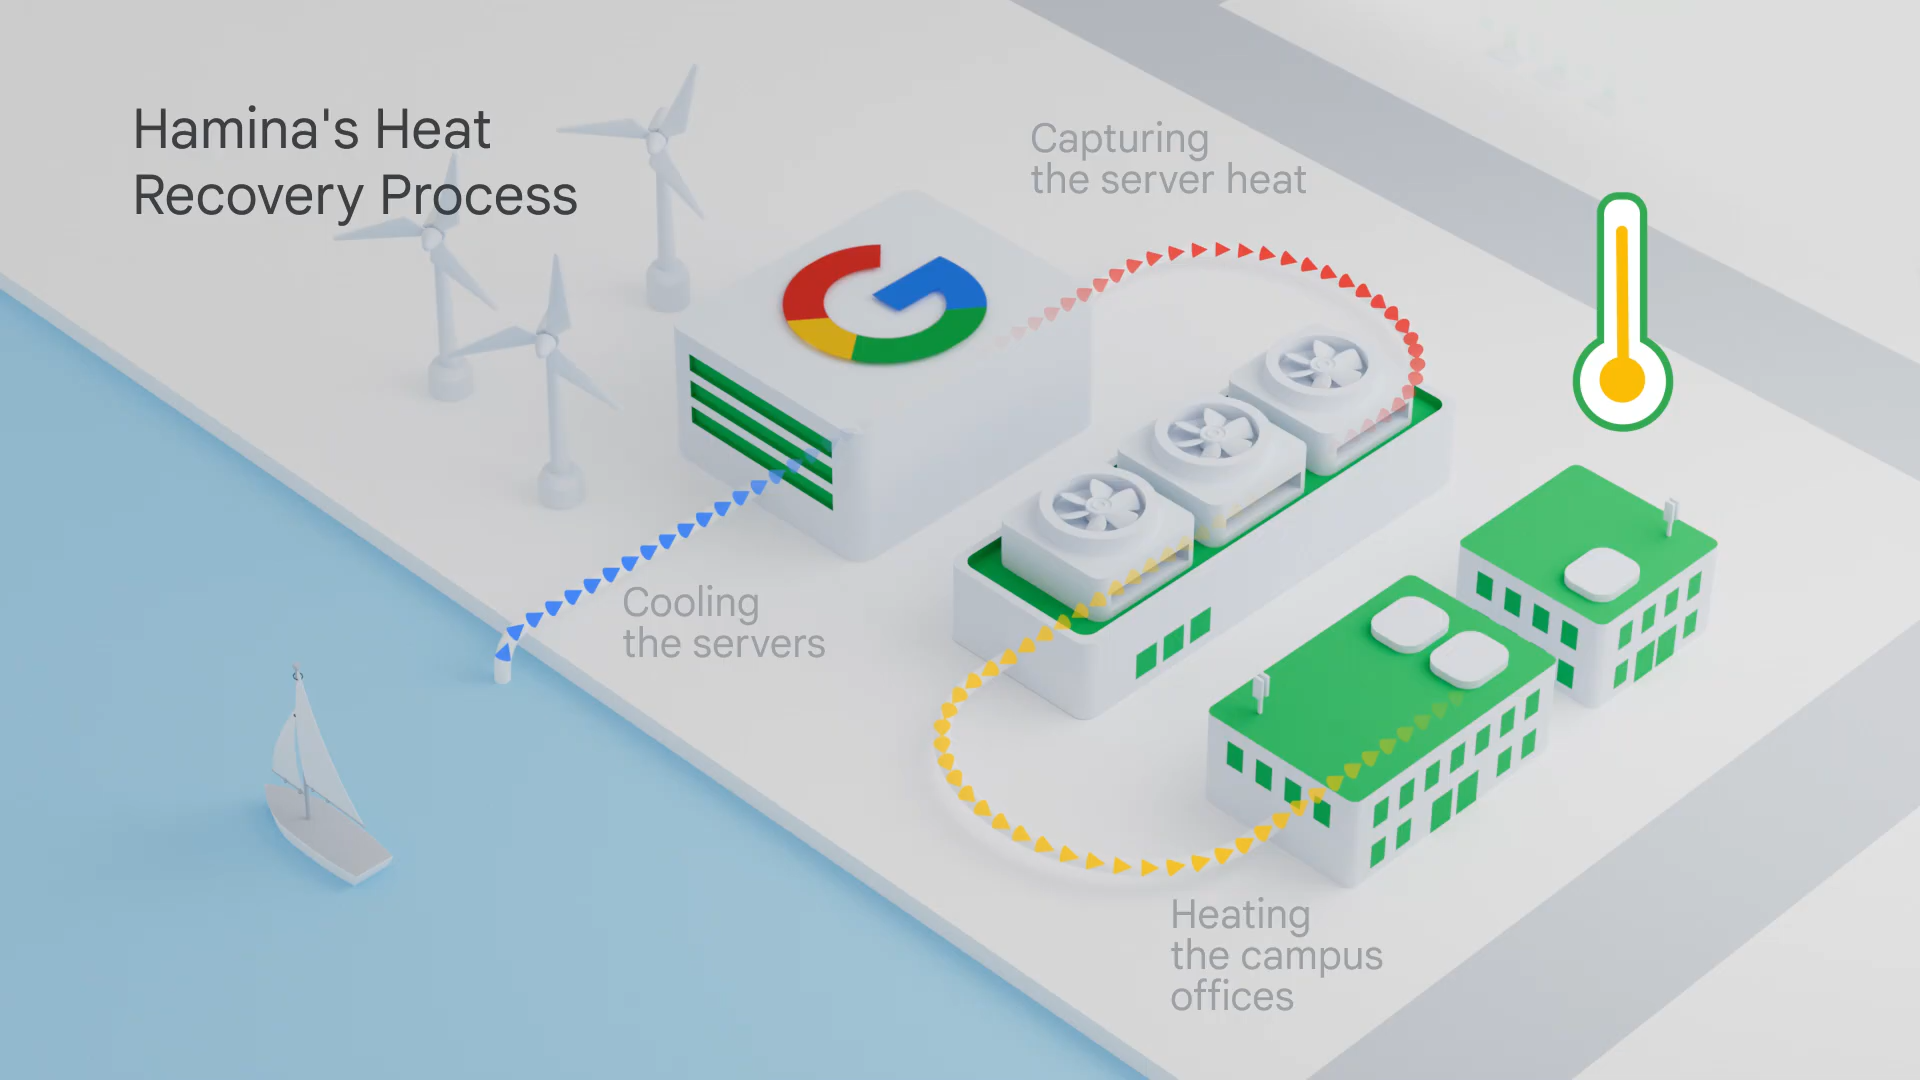 Hamina's Heat
Recovery Process
Capturing
the server heat
Cooling
the servers
Heating
the campus
offices